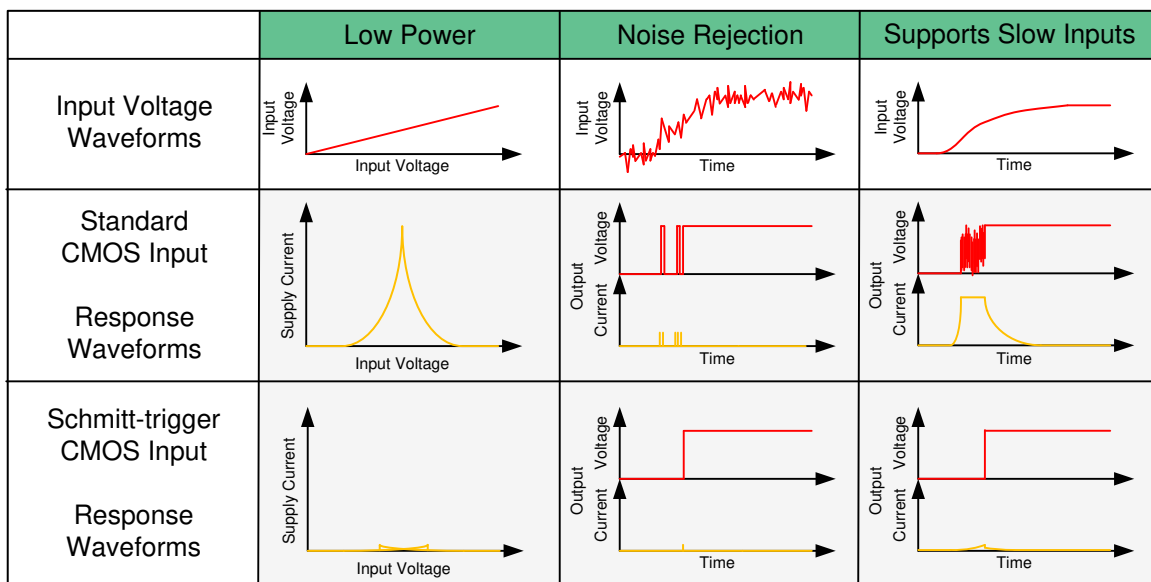 Low Power
Noise Rejection
Supports Slow Inputs
Input Voltage
Waveforms
Input
Voltage
Input Voltage
Input
Voltage
Time
Input
Voltage
Time
Standard
CMOS Input
Response
Waveforms
Supply Current
Input Voltage
Output
Voltage
Current
Time
Output
Voltage
Current
Time
Schmitt-trigger
CMOS Input
Response
Waveforms
Supply Current
Input Voltage
Output
Voltage
Current
Time
Output
Voltage
Current
Time